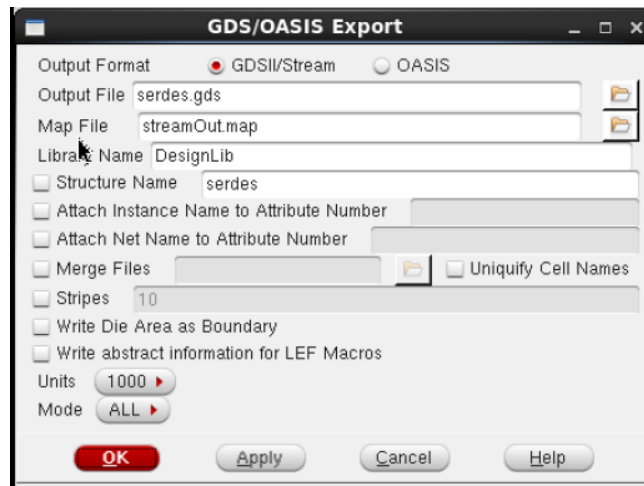 GDS/OASIS Export
Output Format GDSII/Stream OASIS
Output File serdes.gds
Map File streamOut.map
Library Name DesignLib
Structure Name serdes
Attach Instance Name to Attribute Number
Attach Net Name to Attribute Number
Merge Files Uniquify Cell Names
Stripes 10
Write Die Area as Boundary
Write abstract information for LEF Macros
Units 1000
Mode ALL
OK Apply Cancel Help